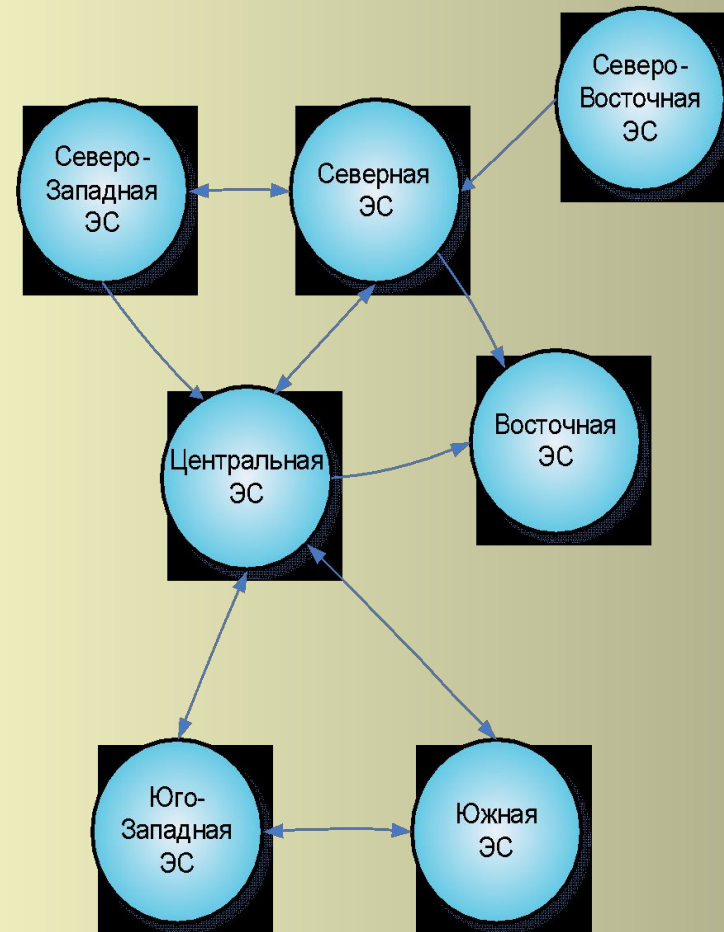 Северо-
Восточная
ЭС
Северо-
Западная
ЭС
Северная
ЭС
Восточная
ЭС
Центральная
ЭС
Юго-
Западная
ЭС
Южная
ЭС